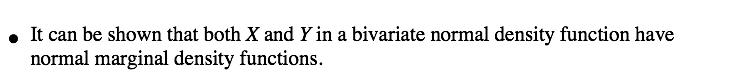 • It can be shown that both X and Y in a bivariate normal density function have
normal marginal density functions.